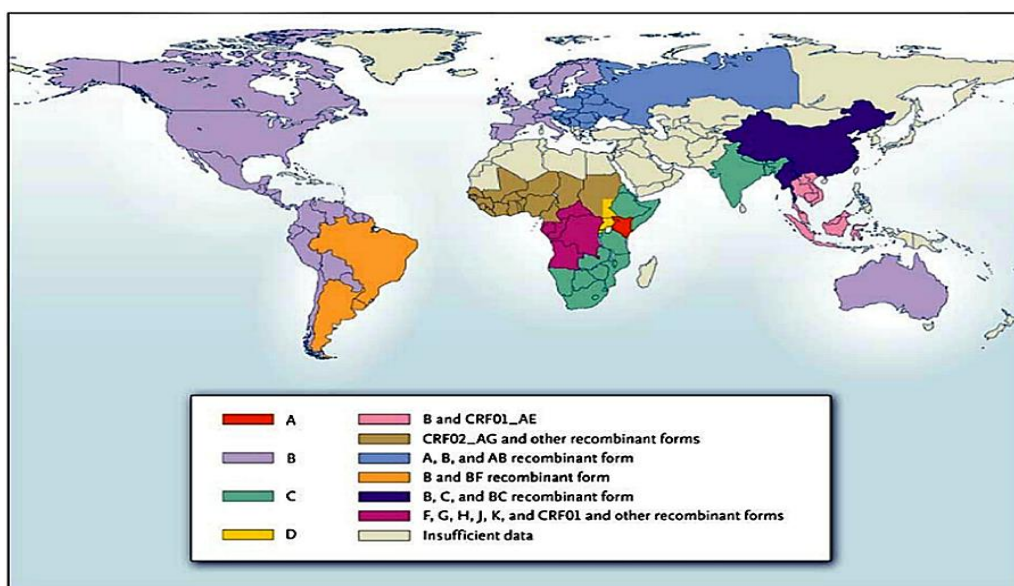 A
B
C
D
B and CRF01_AE
CRF02_AG and other recombinant forms
A, B, and AB recombinant form
B and BF recombinant form
B, C, and BC recombinant form
F, G, H, J, K, and CRF01 and other recombinant forms
Insufficient data